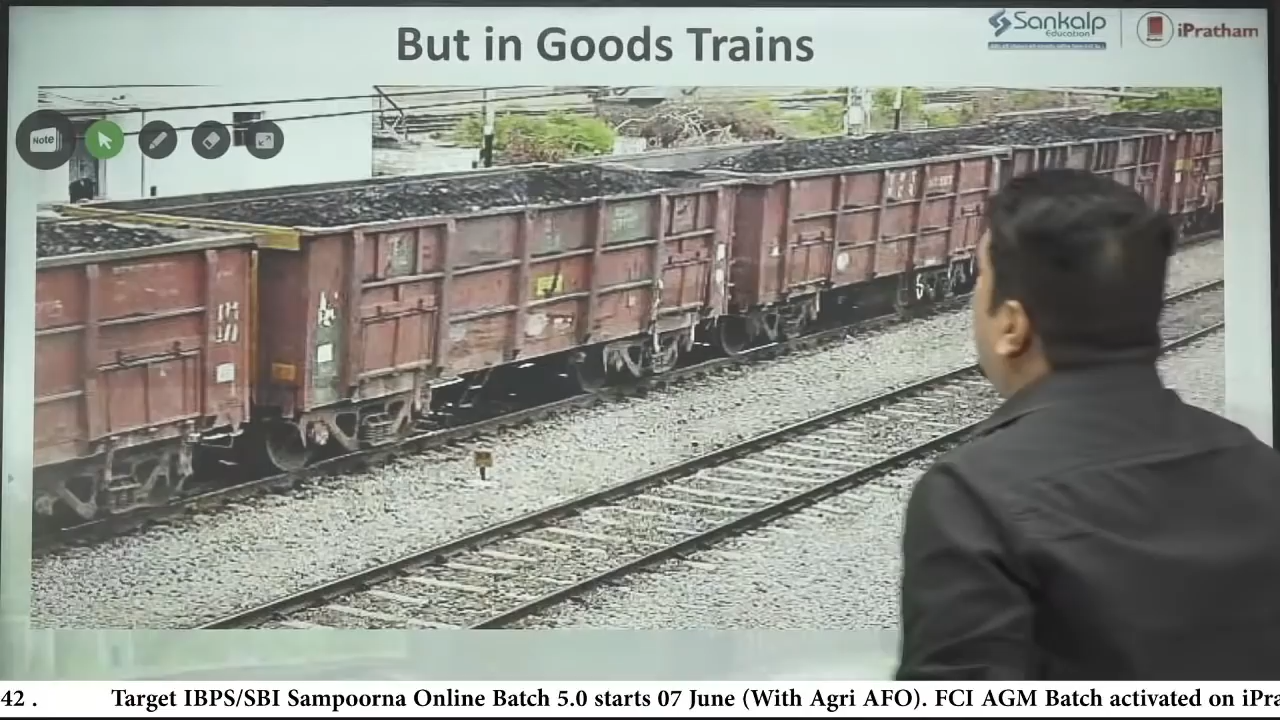 But in Goods Trains
Sankalp
Education
iPratham
Note
42 . Target IBPS/SBI Sampoorna Online Batch 5.0 starts 07 June (With Agri AFO). FCI AGM Batch activated on iPra